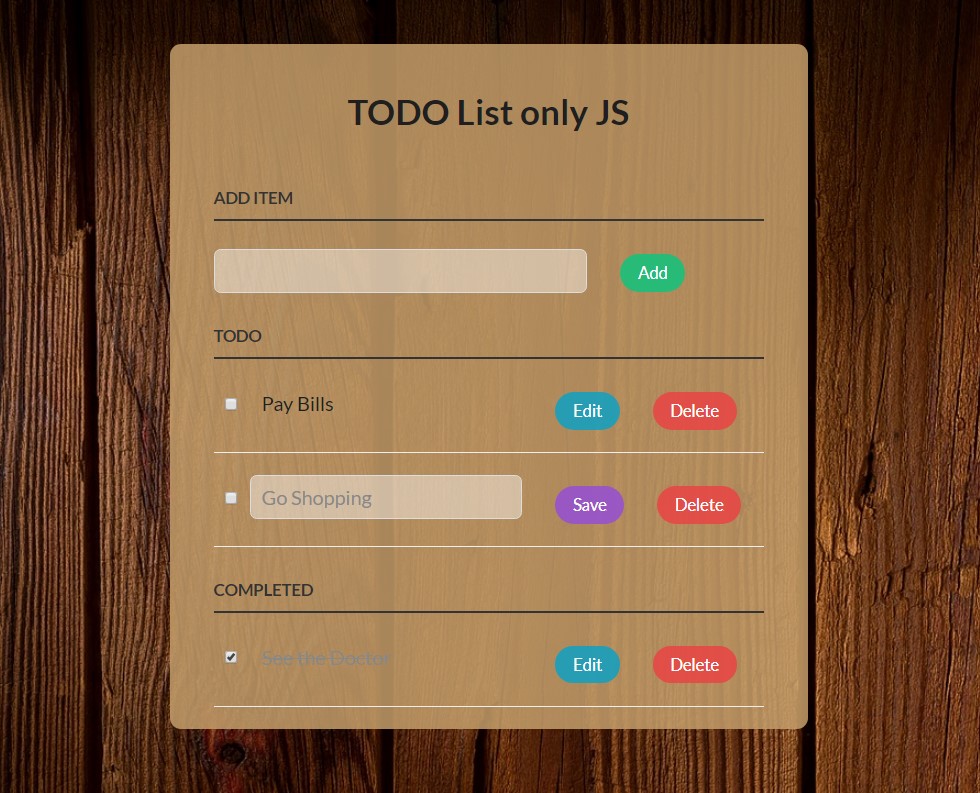 TODO List only JS
ADD ITEM
Add
TODO
Pay Bills Edit Delete
Go Shopping Save Delete
COMPLETED
See the Doctor Edit Delete